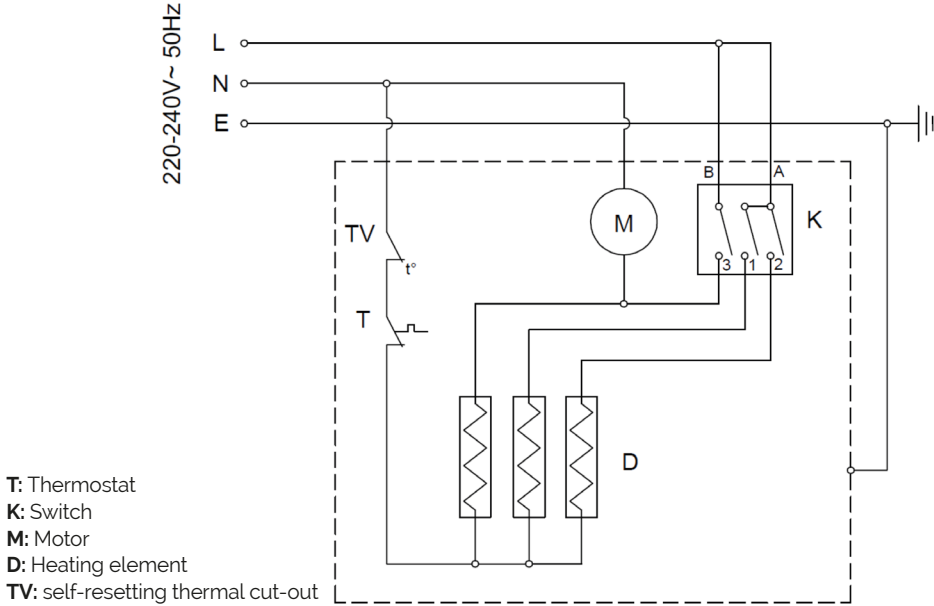 220-240V~ 50Hz
L
N
E
B A
K
M
TV
t°
3 1 2
T
D
T: Thermostat
K: Switch
M: Motor
D: Heating element
TV: self-resetting thermal cut-out